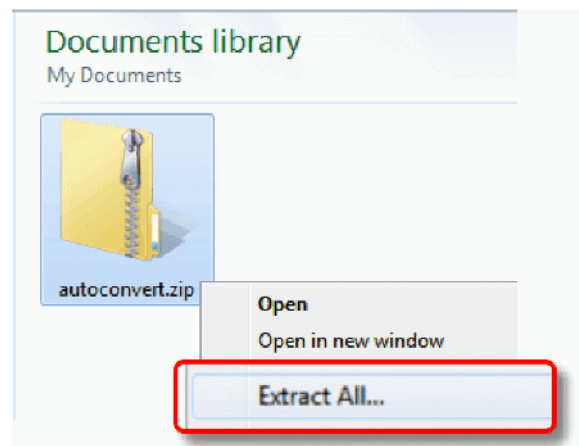 Documents library
My Documents
autoconvert.zip
Open
Open in new window
Extract All...